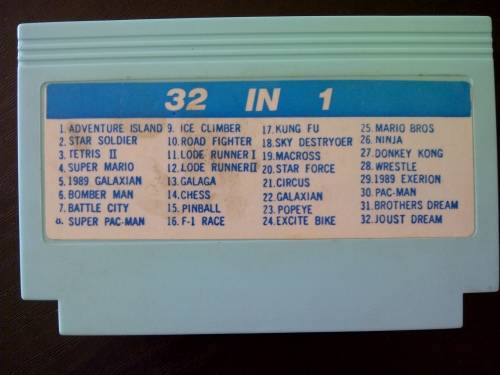 32 IN 1
1. ADVENTURE ISLAND
2. STAR SOLDIER
3. TETRIS II
4. SUPER MARIO
5. 1989 GALAXIAN
6. BOMBER MAN
7. BATTLE CITY
8. SUPER PAC-MAN
9. ICE CLIMBER
10. ROAD FIGHTER
11. LODE RUNNER I
12. LODE RUNNER II
13. GALAGA
14. CHESS
15. PINBALL
16. F-1 RACE
17. KUNG FU
18. SKY DESTRYOER
19. MACROSS
20. STAR FORCE
21. CIRCUS
22. GALAXIAN
23. POPEYE
24. EXCITE BIKE
25. MARIO BROS
26. NINJA
27. DONKEY KONG
28. WRESTLE
29. 1989 EXERION
30. PAC-MAN
31. BROTHERS DREAM
32. JOUST DREAM